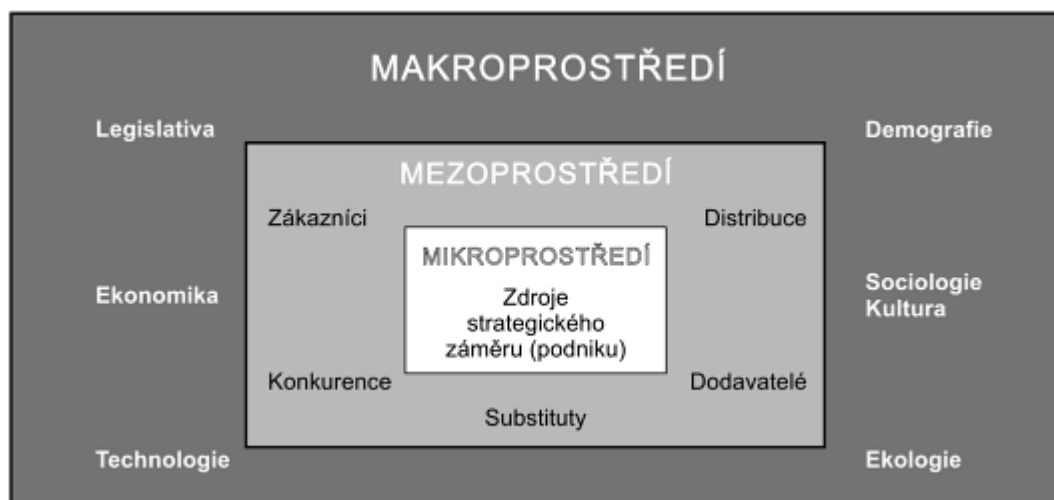 MAKROPROSTŘEDÍ
Legislativa
Demografie
MEZOPROSTŘEDÍ
Zákazníci
Distribuce
MIKROPROSTŘEDÍ
Zdroje
strategického
záměru (podniku)
Ekonomika
Sociologie
Kultura
Konkurence
Dodavatelé
Substituty
Technologie
Ekologie